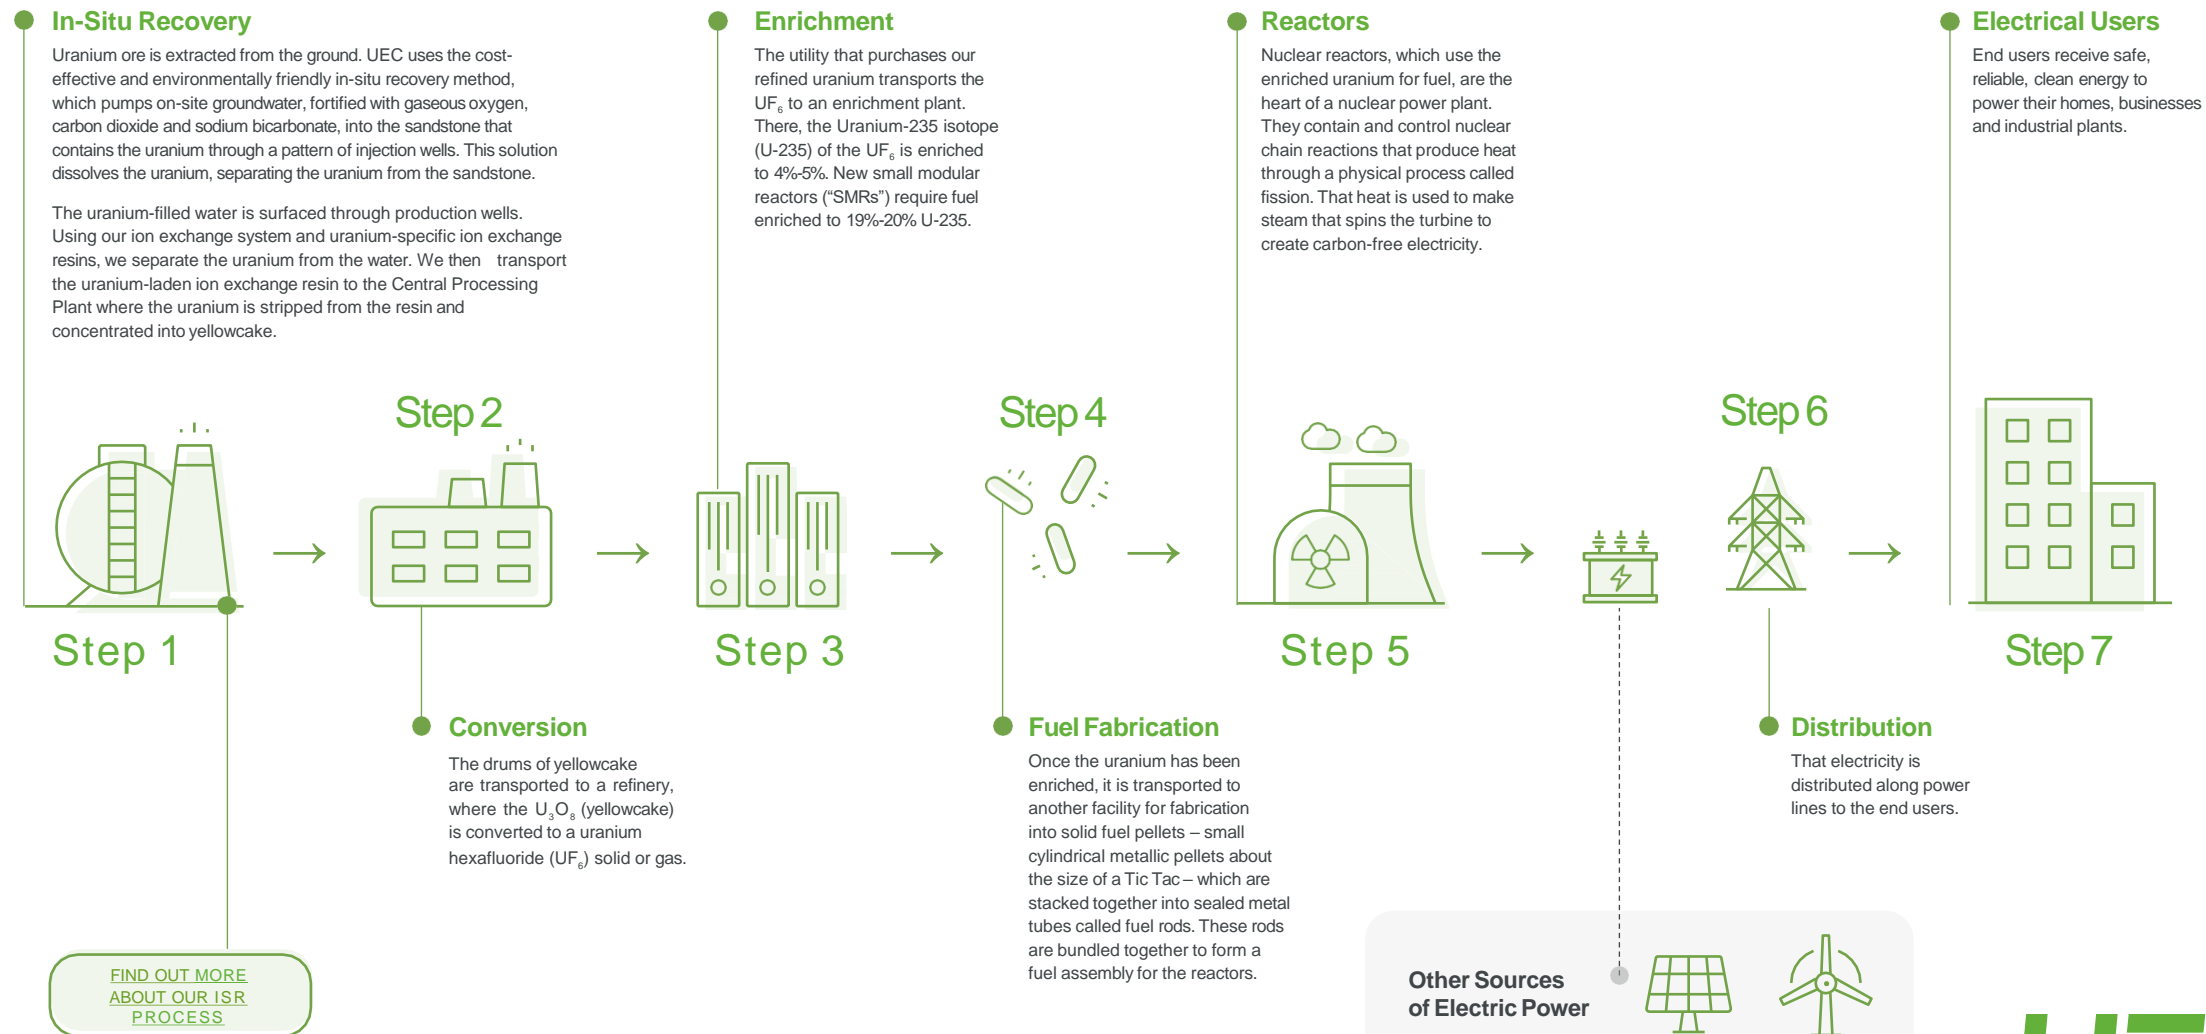 In-Situ Recovery
Uranium ore is extracted from the ground. UEC uses the cost-
effective and environmentally friendly in-situ recovery method,
which pumps on-site groundwater, fortified with gaseous oxygen,
carbon dioxide and sodium bicarbonate, into the sandstone that
contains the uranium through a pattern of injection wells. This solution
dissolves the uranium, separating the uranium from the sandstone.
The uranium-filled water is surfaced through production wells.
Using our ion exchange system and uranium-specific ion exchange
resins, we separate the uranium from the water. We then transport
the uranium-laden ion exchange resin to the Central Processing
Plant where the uranium is stripped from the resin and
concentrated into yellowcake.
Enrichment
The utility that purchases our
refined uranium transports the
UF₆ to an enrichment plant.
There, the Uranium-235 isotope
(U-235) of the UF₆ is enriched
to 4%-5%. New small modular
reactors (“SMRs”) require fuel
enriched to 19%-20% U-235.
Reactors
Nuclear reactors, which use the
enriched uranium for fuel, are the
heart of a nuclear power plant.
They contain and control nuclear
chain reactions that produce heat
through a physical process called
fission. That heat is used to make
steam that spins the turbine to
create carbon-free electricity.
Electrical Users
End users receive safe,
reliable, clean energy to
power their homes, businesses
and industrial plants.
Step 2
Step 4
Step 6
Step 1
Step 3
Step 5
Step 7
Conversion
The drums of yellowcake
are transported to a refinery,
where the U₃O₈ (yellowcake)
is converted to a uranium
hexafluoride (UF₆) solid or gas.
Fuel Fabrication
Once the uranium has been
enriched, it is transported to
another facility for fabrication
into solid fuel pellets – small
cylindrical metallic pellets about
the size of a Tic Tac – which are
stacked together into sealed metal
tubes called fuel rods. These rods
are bundled together to form a
fuel assembly for the reactors.
Distribution
That electricity is
distributed along power
lines to the end users.
FIND OUT MORE
ABOUT OUR ISR
PROCESS
Other Sources
of Electric Power